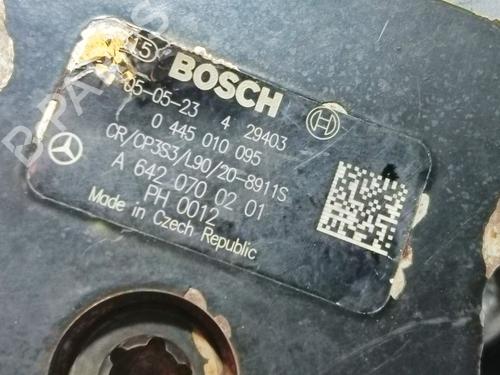 15 BOSCH
05-05-23 4 29403
0 445 010 095
CR/CP3S3/L90/20-8911S
A 642 070 02 01
PH 0012
Made in Czech Republic